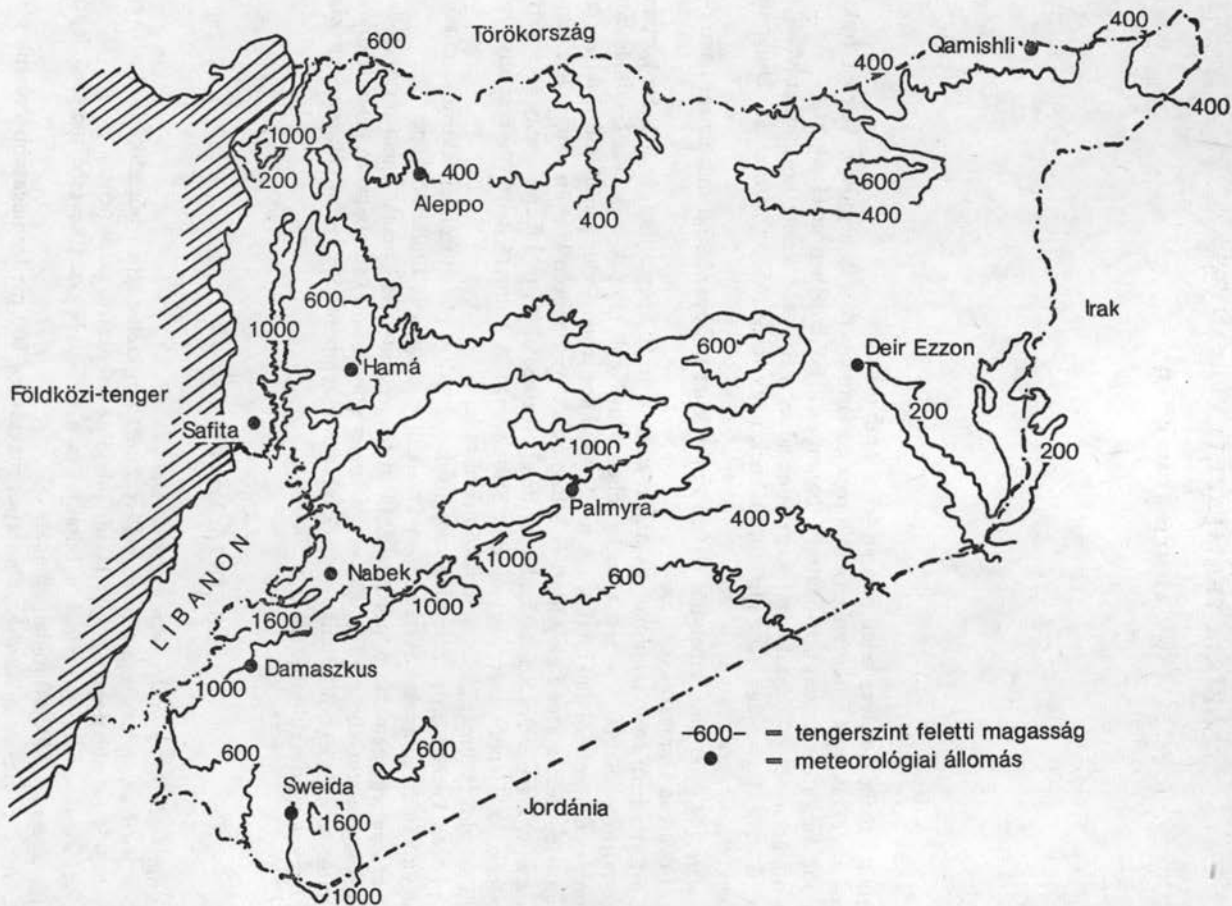 600
Törökország
Qamishli
400
400
400
1000
200
400
Aleppo
400
600
400
600
1000
Hamá
600
Deir Ezzon
Irak
Földközi-tenger
Safita
1000
200
200
Palmyra
400
1000
600
Nabek
1000
LIBANON
1600
Damaszkus
1000
600
600
—600— = tengerszint feletti magasság
● = meteorológiai állomás
Sweida
1600
Jordánia
1000